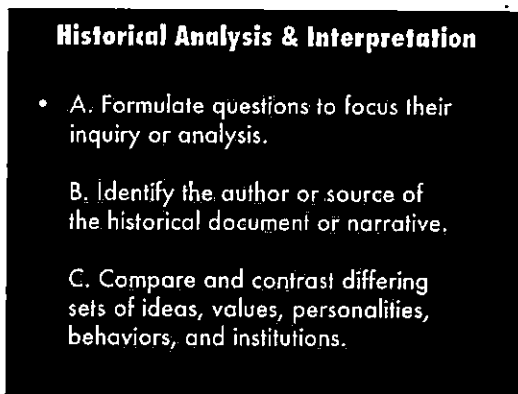 Historical Analysis & Interpretation
• A. Formulate questions to focus their
inquiry or analysis.
B. Identify the author or source of
the historical document or narrative.
C. Compare and contrast differing
sets of ideas, values, personalities,
behaviors, and institutions.